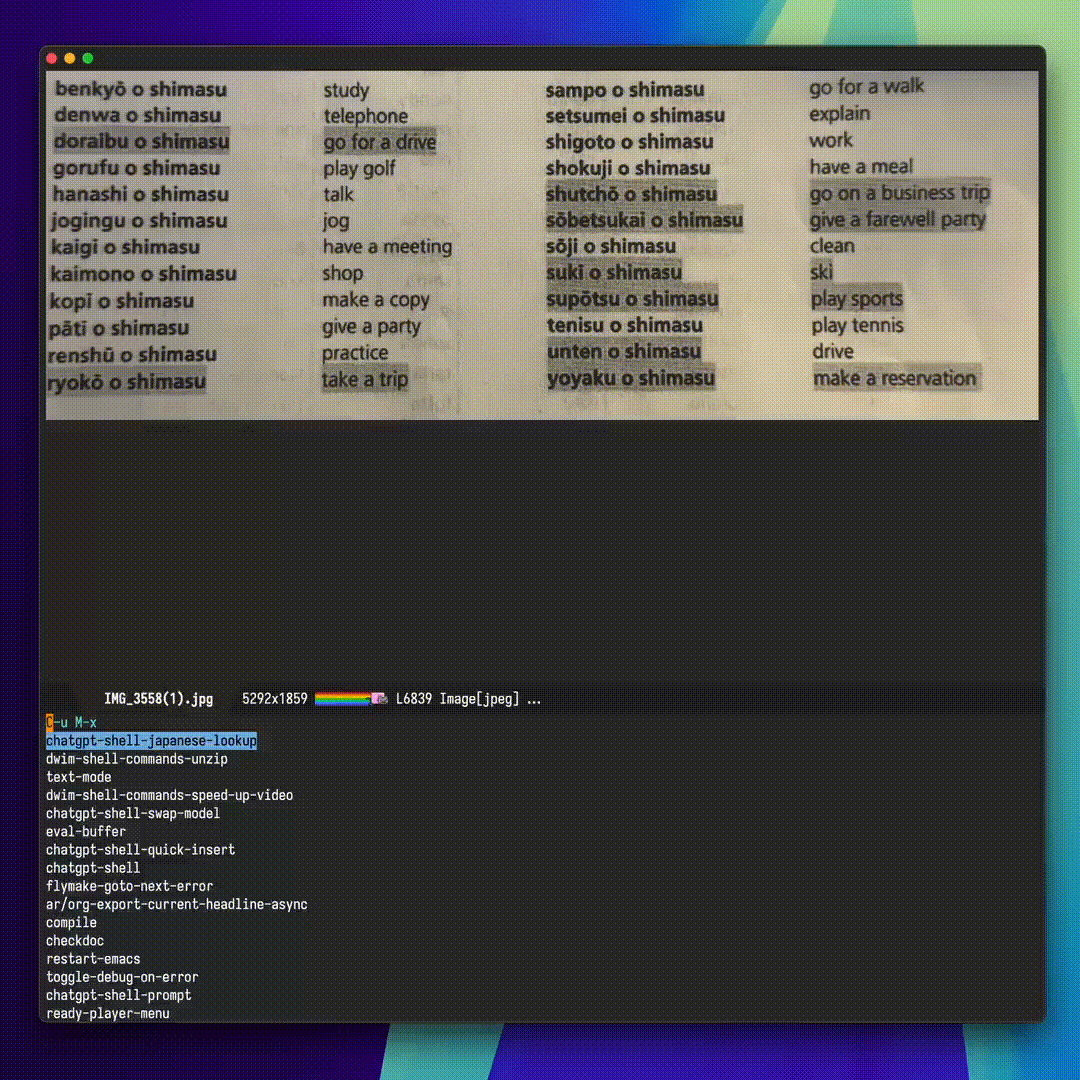 benkyō o shimasu study sampo o shimasu go for a walk
denwa o shimasu telephone setsumei o shimasu explain
doraibu o shimasu go for a drive shigoto o shimasu work
gorufu o shimasu play golf shokuji o shimasu have a meal
hanashi o shimasu talk shutchō o shimasu go on a business trip
jogingu o shimasu jog sōbetsukai o shimasu give a farewell party
kaigi o shimasu have a meeting sōji o shimasu clean
kaimono o shimasu shop suki o shimasu ski
kopī o shimasu make a copy supōtsu o shimasu play sports
pāti o shimasu give a party tenisu o shimasu play tennis
renshū o shimasu practice unten o shimasu drive
ryokō o shimasu take a trip yoyaku o shimasu make a reservation
IMG_3558(1).jpg 5292x1859 L6839 Image[jpeg] ...
C-u M-x
chatgpt-shell-japanese-lookup
dwim-shell-commands-unzip
text-mode
dwim-shell-commands-speed-up-video
chatgpt-shell-swap-model
eval-buffer
chatgpt-shell-quick-insert
chatgpt-shell
flymake-goto-next-error
ar/org-export-current-headline-async
compile
checkdoc
restart-emacs
toggle-debug-on-error
chatgpt-shell-prompt
ready-player-menu